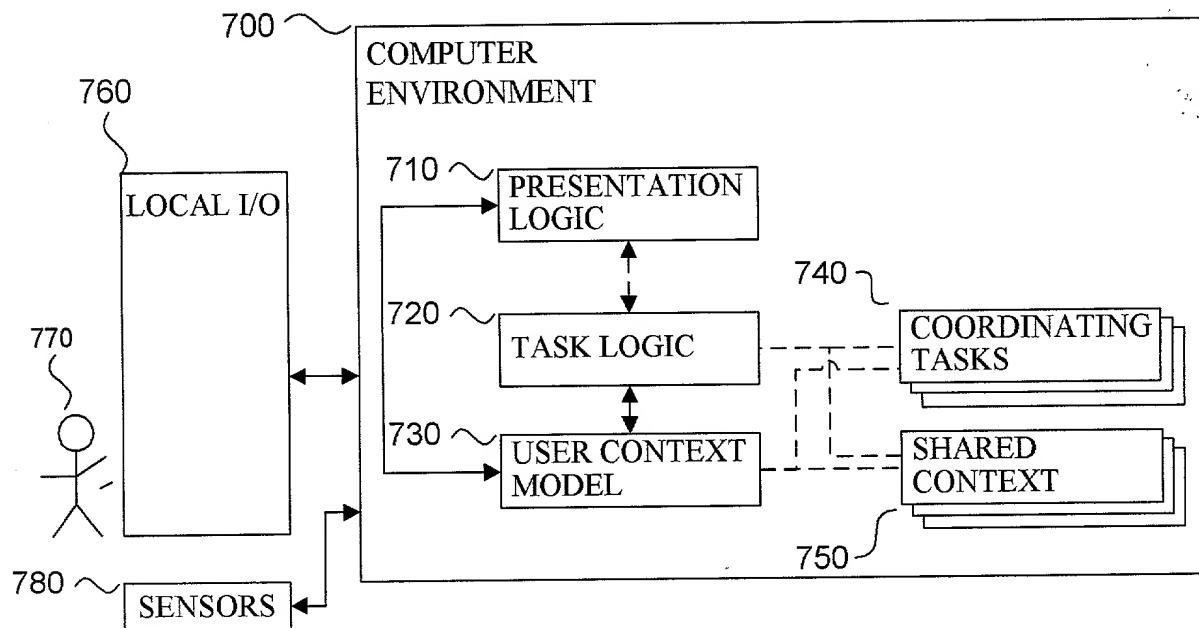 700
COMPUTER
ENVIRONMENT
760
LOCAL I/O
710
PRESENTATION
LOGIC
720
TASK LOGIC
740
COORDINATING
TASKS
770
730
USER CONTEXT
MODEL
SHARED
CONTEXT
750
780
SENSORS